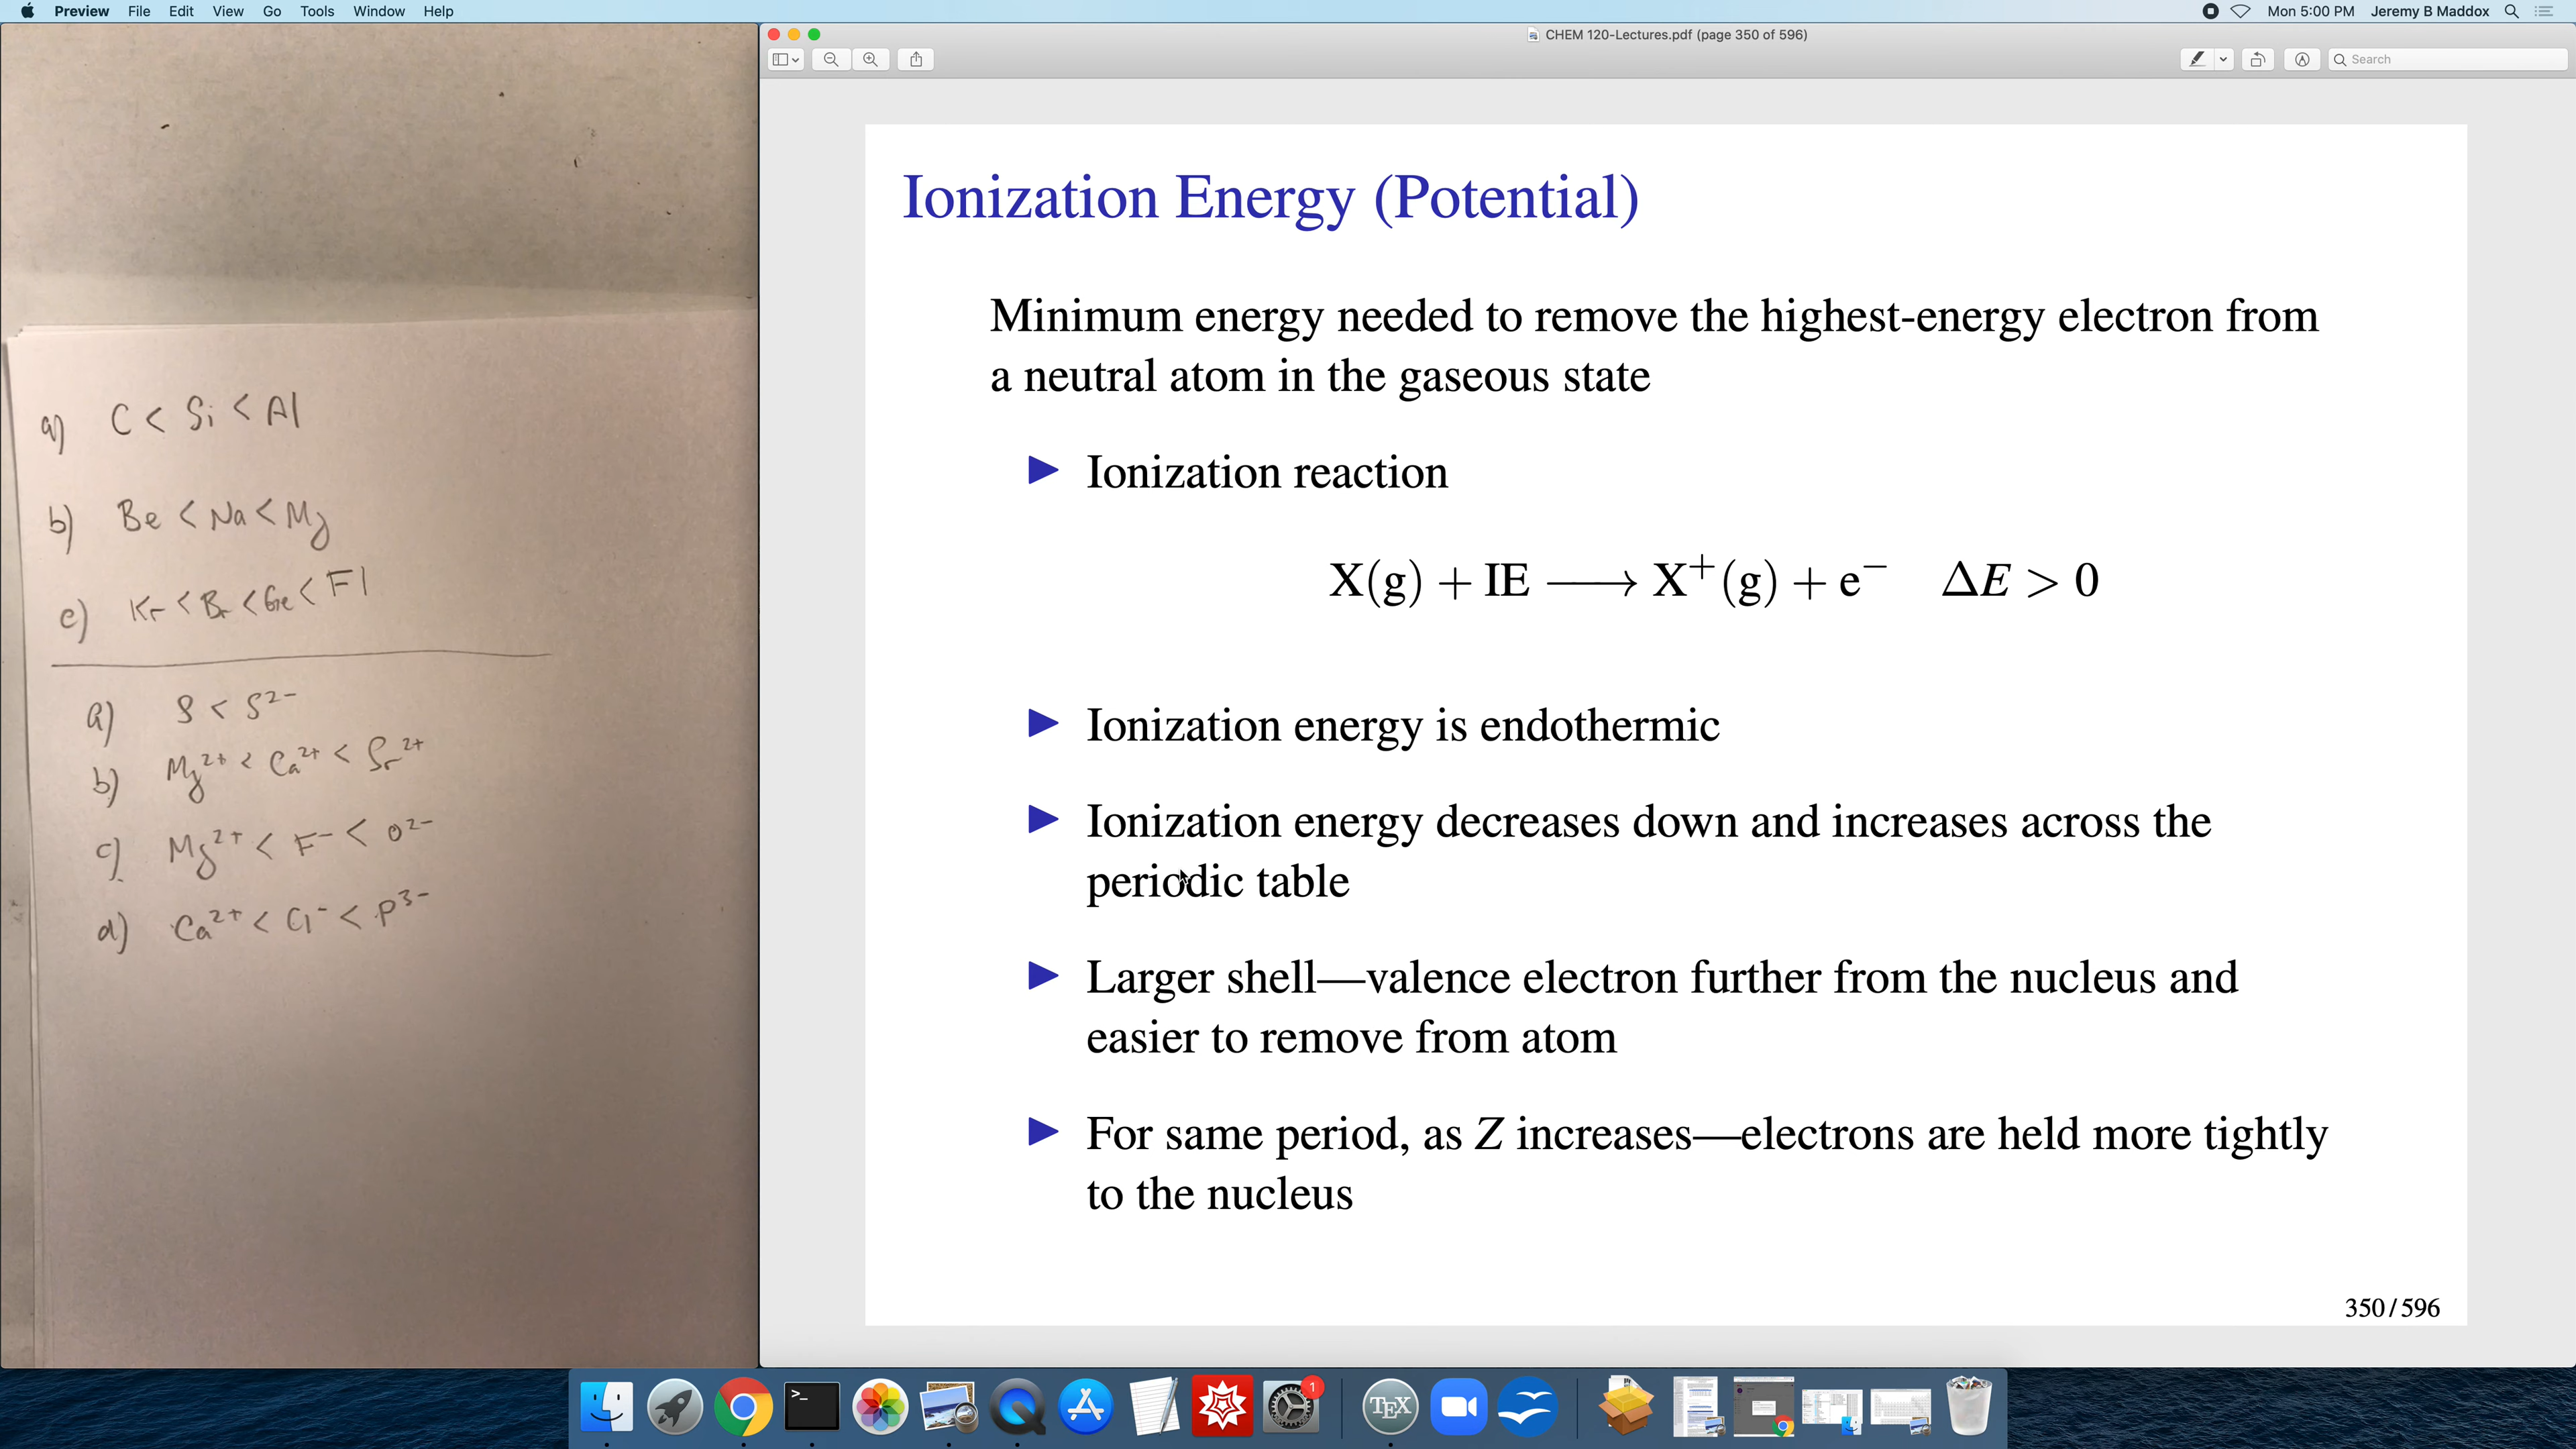 Preview File Edit View Go Tools Window Help
Mon 5:00 PM Jeremy B Maddox
CHEM 120-Lectures.pdf (page 350 of 596)
Search
a) C < Si < Al
b) Be < Na < Mg
c) Kr < Br < Ge < Fl
a) S < S²⁻
b) Mg²⁺ < Ca²⁺ < Sr²⁺
c) Mg²⁺ < F⁻ < O²⁻
d) Ca²⁺ < Cl⁻ < P³⁻
Ionization Energy (Potential)
Minimum energy needed to remove the highest-energy electron from
a neutral atom in the gaseous state
▶ Ionization reaction
X(g) + IE ⟶ X⁺(g) + e⁻ ΔE > 0
▶ Ionization energy is endothermic
▶ Ionization energy decreases down and increases across the
periodic table
▶ Larger shell—valence electron further from the nucleus and
easier to remove from atom
▶ For same period, as Z increases—electrons are held more tightly
to the nucleus
350/596
>_
1
TEX